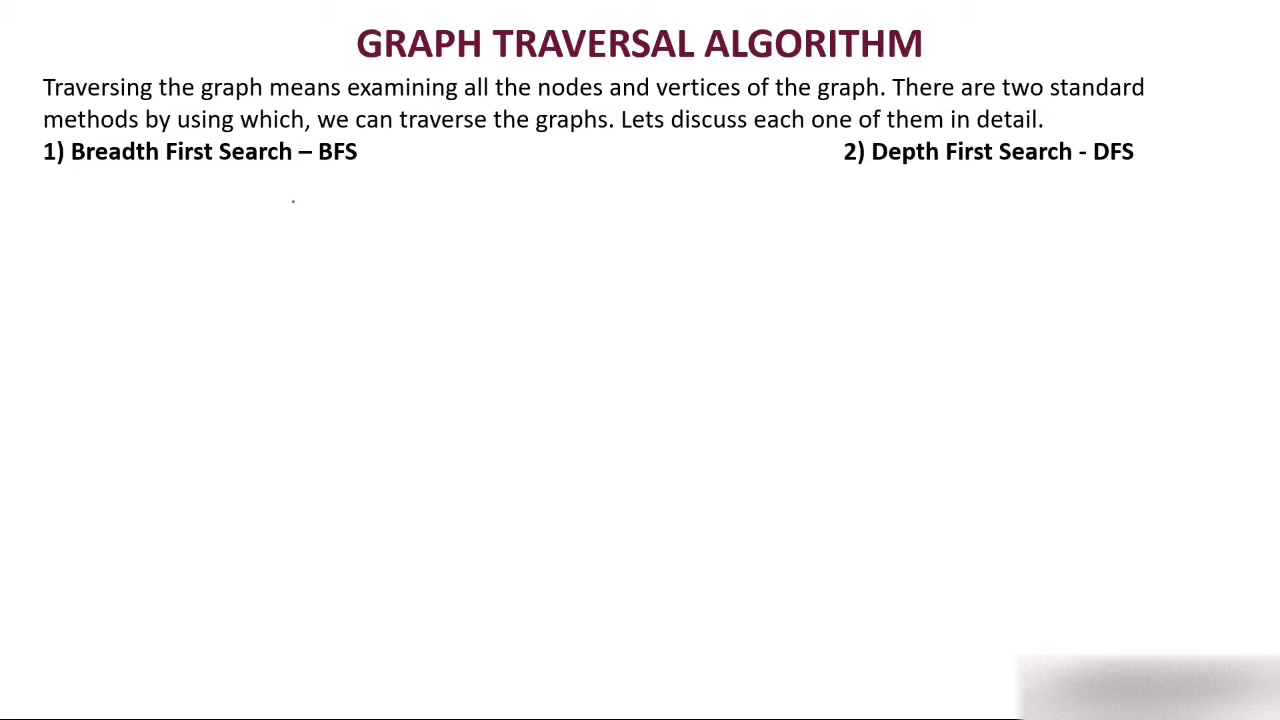 GRAPH TRAVERSAL ALGORITHM
Traversing the graph means examining all the nodes and vertices of the graph. There are two standard
methods by using which, we can traverse the graphs. Lets discuss each one of them in detail.
1) Breadth First Search – BFS
2) Depth First Search - DFS